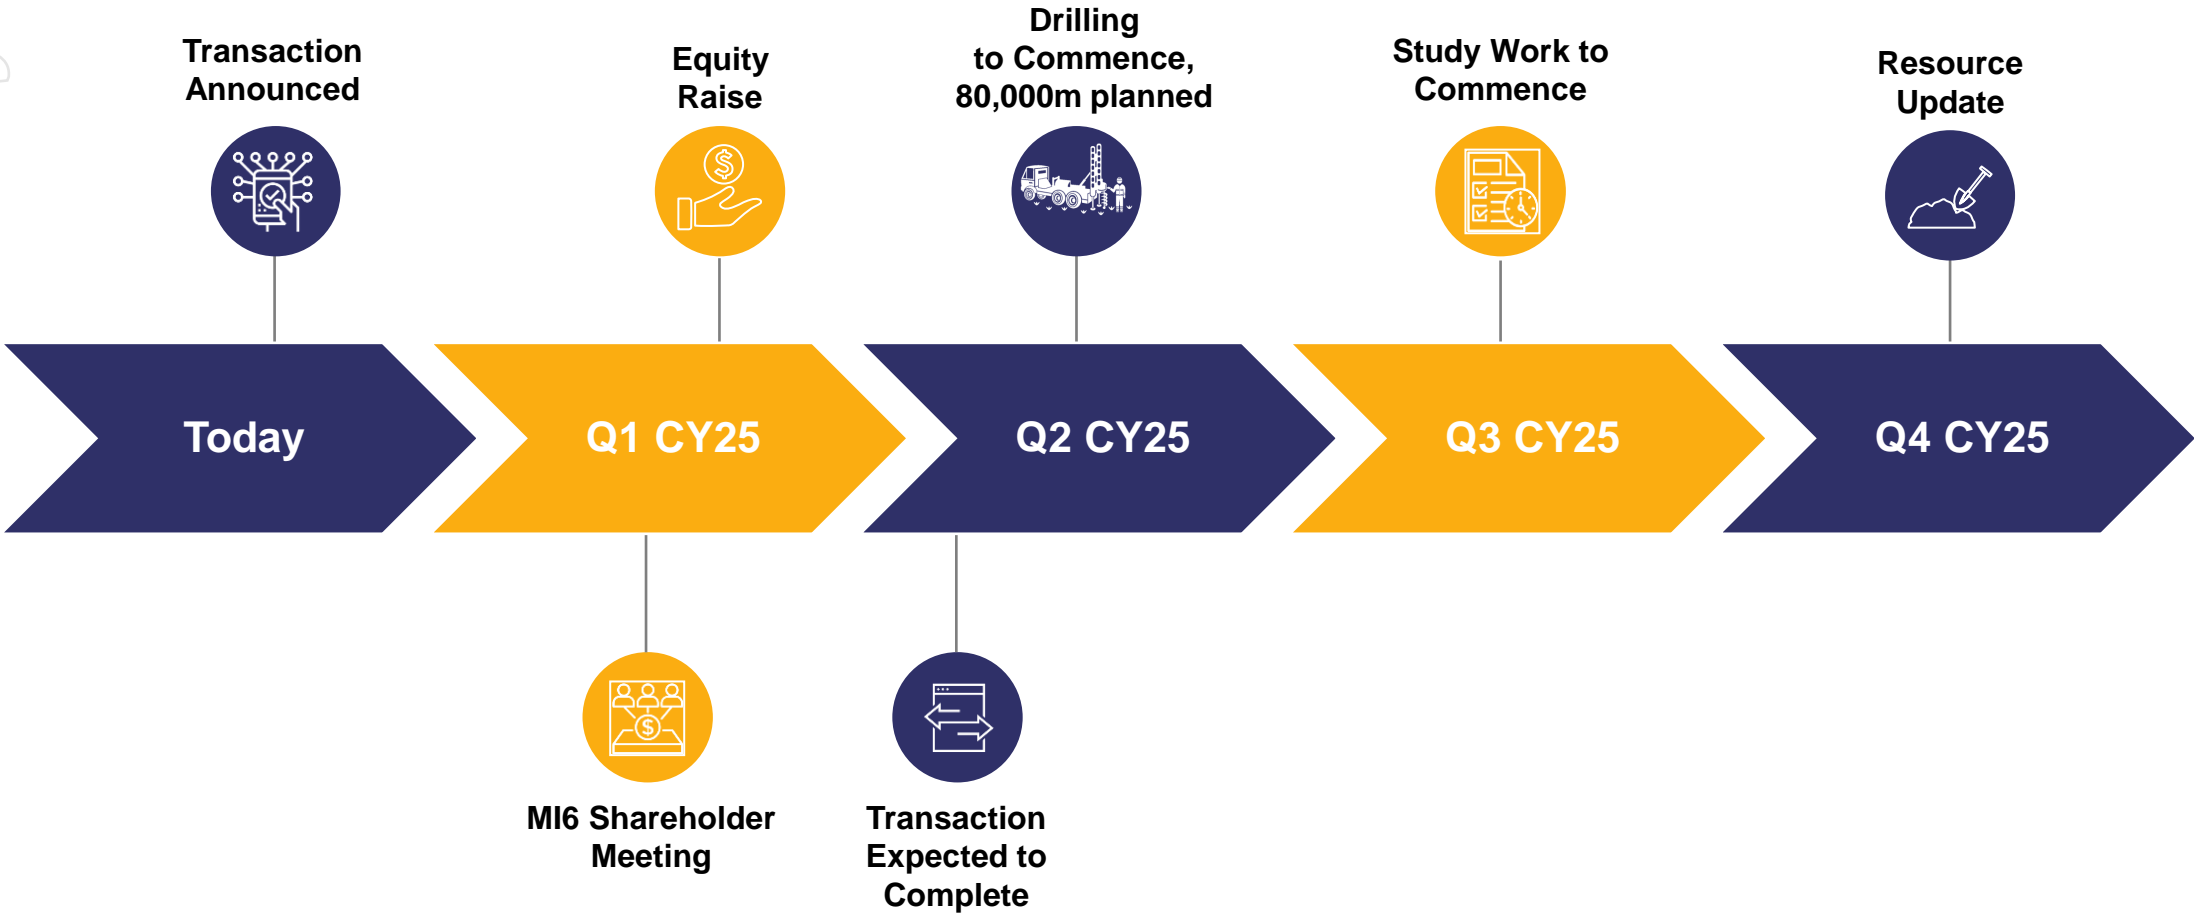 Transaction
Announced
Equity
Raise
Drilling
to Commence,
80,000m planned
Study Work to
Commence
Resource
Update
Today
Q1 CY25
Q2 CY25
Q3 CY25
Q4 CY25
MI6 Shareholder
Meeting
Transaction
Expected to
Complete